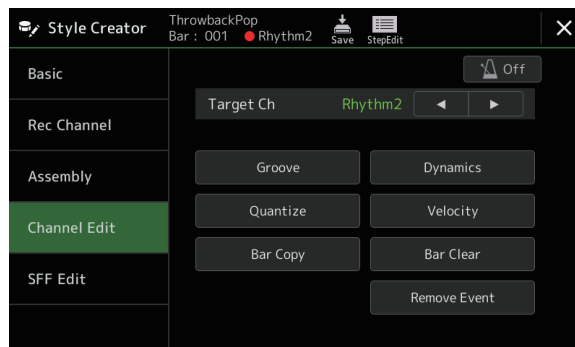 Style Creator
ThrowbackPop
Bar : 001 Rhythm2
Save
StepEdit
Basic
Off
Target Ch Rhythm2
Rec Channel
Assembly
Groove
Dynamics
Channel Edit
Quantize
Velocity
Bar Copy
Bar Clear
SFF Edit
Remove Event